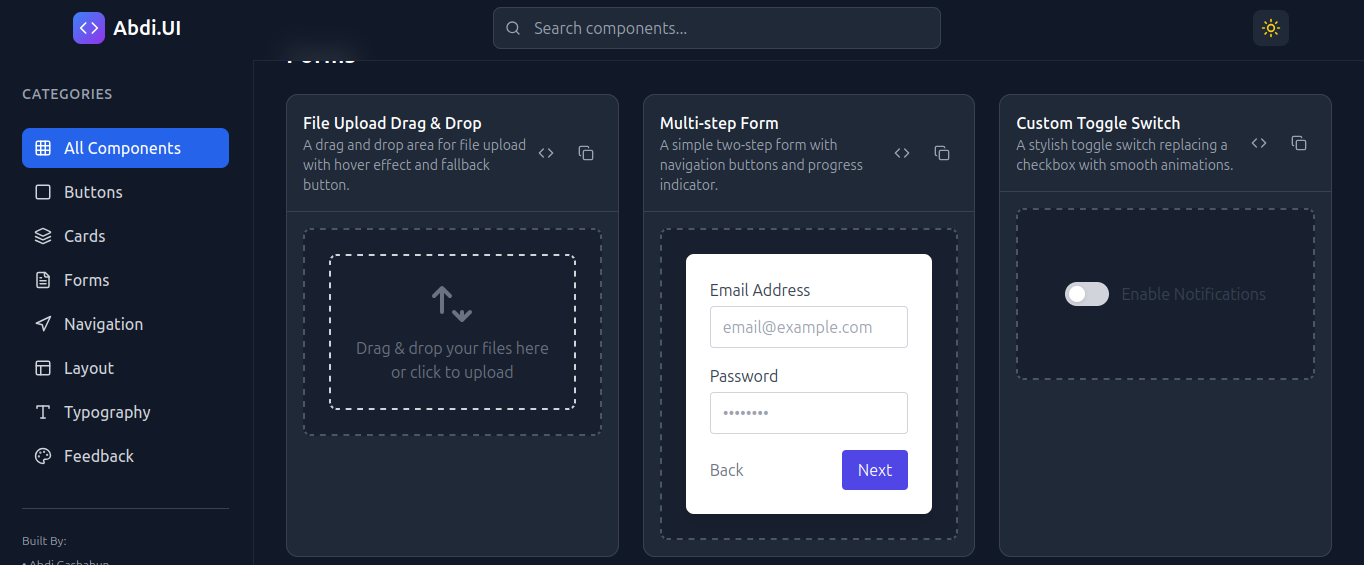 Abdi.UI
Search components...
CATEGORIES
All Components
Buttons
Cards
Forms
Navigation
Layout
Typography
Feedback
Built By:
• Abdi Gashahun
Forms
File Upload Drag & Drop
A drag and drop area for file upload
with hover effect and fallback
button.
Drag & drop your files here
or click to upload
Multi-step Form
A simple two-step form with
navigation buttons and progress
indicator.
Email Address
email@example.com
Password
••••••••
Back
Next
Custom Toggle Switch
A stylish toggle switch replacing a
checkbox with smooth animations.
Enable Notifications